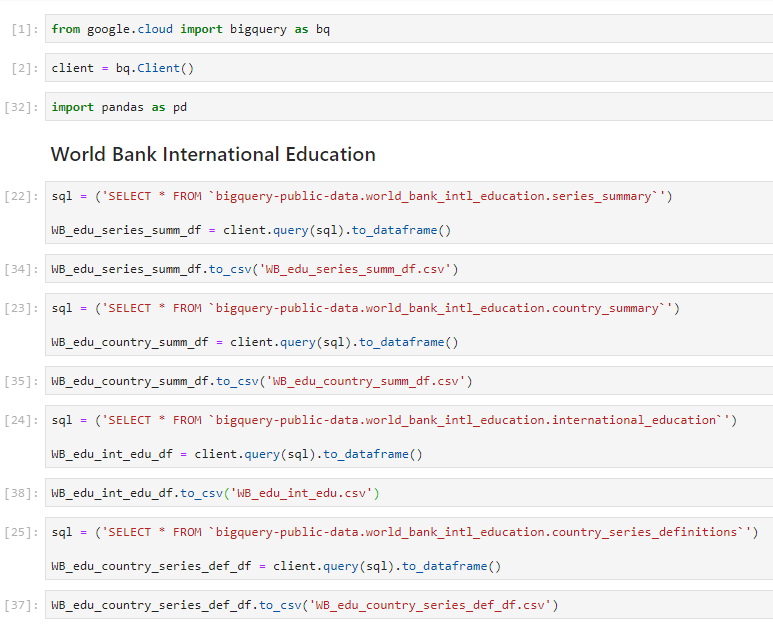 [1]: from google.cloud import bigquery as bq
[2]: client = bq.Client()
[32]: import pandas as pd
World Bank International Education
[22]: sql = ('SELECT * FROM `bigquery-public-data.world_bank_intl_education.series_summary`')
WB_edu_series_summ_df = client.query(sql).to_dataframe()
[34]: WB_edu_series_summ_df.to_csv('WB_edu_series_summ_df.csv')
[23]: sql = ('SELECT * FROM `bigquery-public-data.world_bank_intl_education.country_summary`')
WB_edu_country_summ_df = client.query(sql).to_dataframe()
[35]: WB_edu_country_summ_df.to_csv('WB_edu_country_summ_df.csv')
[24]: sql = ('SELECT * FROM `bigquery-public-data.world_bank_intl_education.international_education`')
WB_edu_int_edu_df = client.query(sql).to_dataframe()
[38]: WB_edu_int_edu_df.to_csv('WB_edu_int_edu.csv')
[25]: sql = ('SELECT * FROM `bigquery-public-data.world_bank_intl_education.country_series_definitions`')
WB_edu_country_series_def_df = client.query(sql).to_dataframe()
[37]: WB_edu_country_series_def_df.to_csv('WB_edu_country_series_def_df.csv')